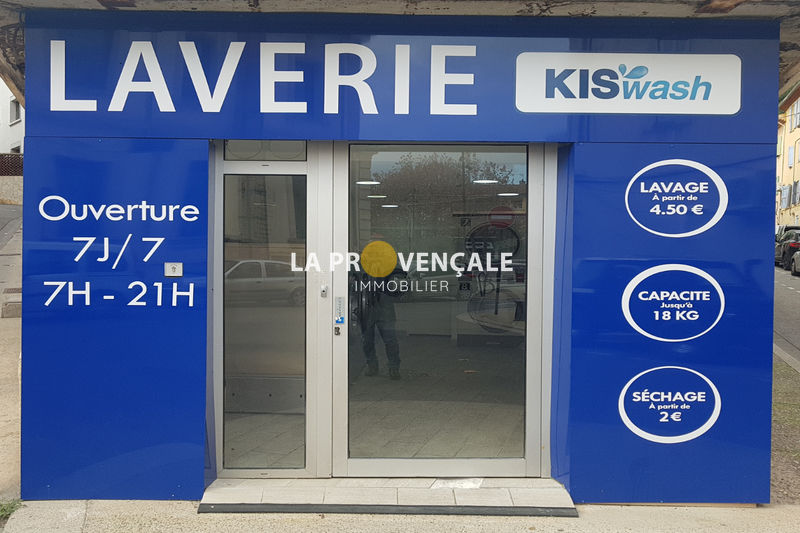 LAVERIE
KISwash
Ouverture
7J/7
7H - 21H
LA PROVENÇALE
IMMOBILIER
LAVAGE
À partir de
4.50 €
CAPACITE
Jusqu'à
18 KG
SÉCHAGE
À partir de
2€